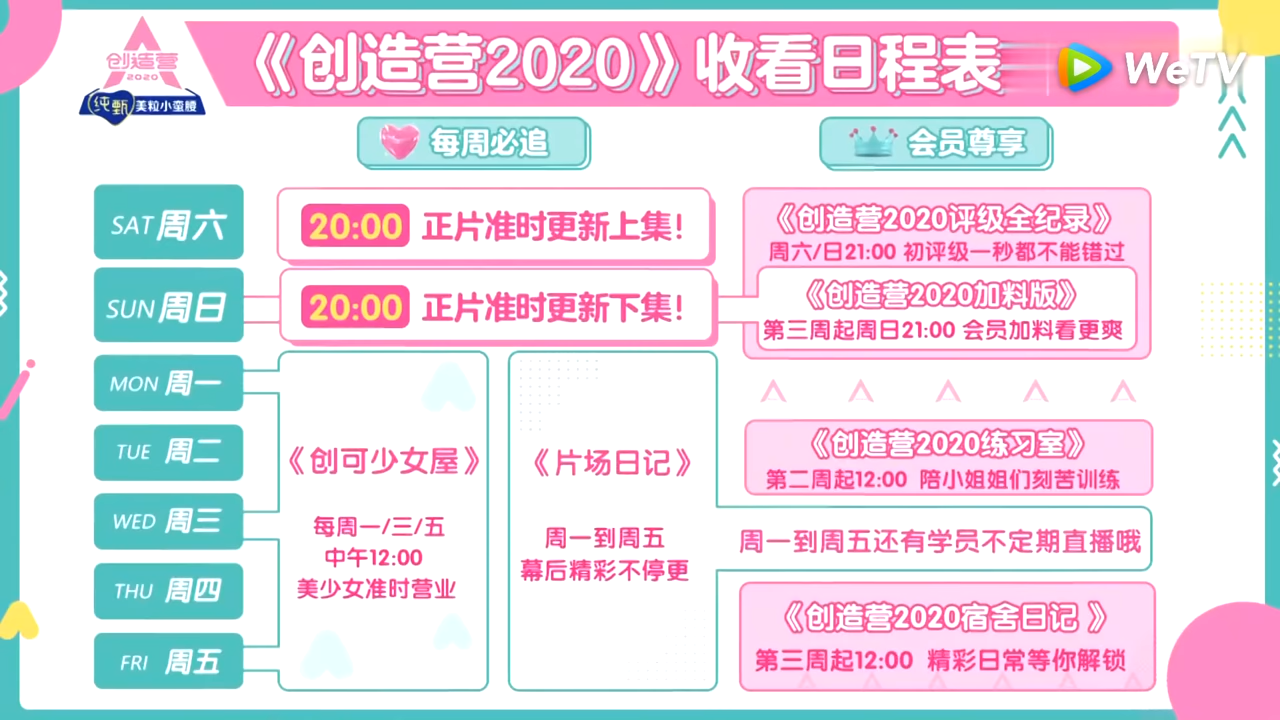 创造营
2020
纯甄 美粒小蛮腰
《创造营2020》收看日程表
WeTV
每周必追
会员尊享
SAT 周六
20:00 正片准时更新上集!
《创造营2020评级全纪录》
周六/日21:00 初评级一秒都不能错过
SUN 周日
20:00 正片准时更新下集!
《创造营2020加料版》
第三周起周日21:00 会员加料看更爽
MON 周一
TUE 周二
WED 周三
THU 周四
FRI 周五
《创可少女屋》
每周一/三/五
中午12:00
美少女准时营业
《片场日记》
周一到周五
幕后精彩不停更
《创造营2020练习室》
第二周起12:00 陪小姐姐们刻苦训练
周一到周五还有学员不定期直播哦
《创造营2020宿舍日记 》
第三周起12:00 精彩日常等你解锁